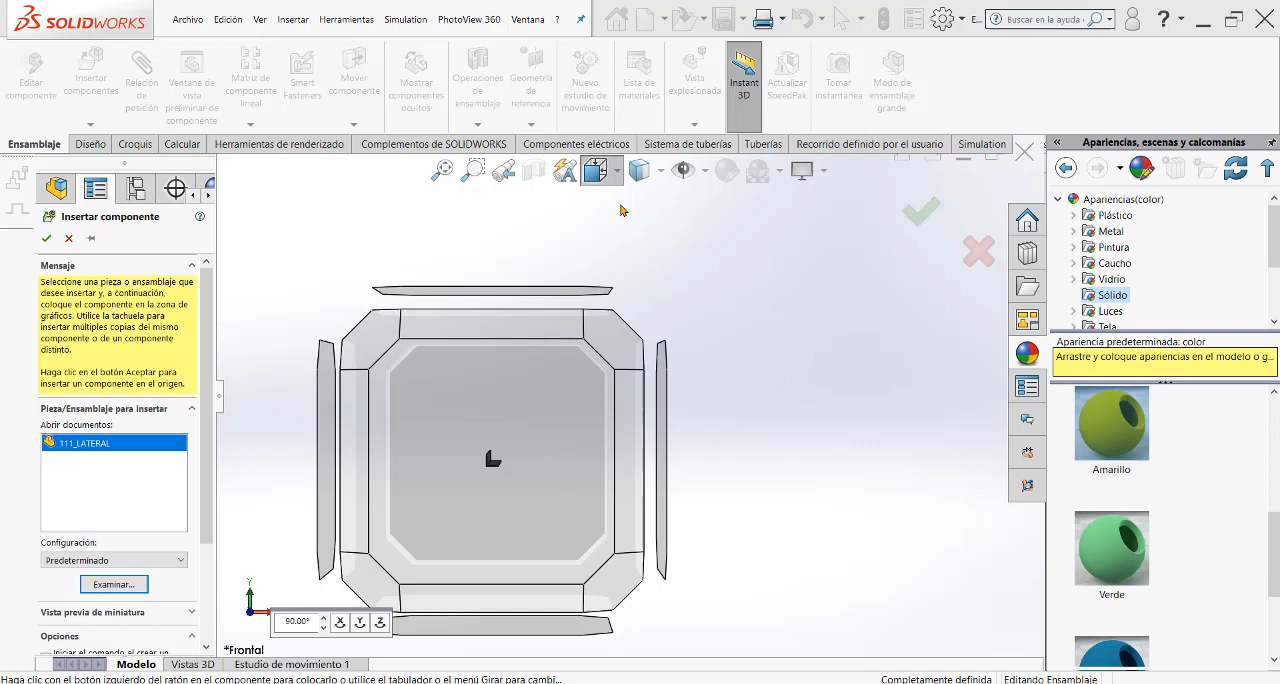 SOLIDWORKS
Archivo Edición Ver Insertar Herramientas Simulation PhotoView 360 Ventana ?
E...
Buscar en la ayuda
?
Editar componente
Insertar componentes
Relación de posición
Ventana de vista preliminar de componente
Matriz de componente lineal
Smart Fasteners
Mover componente
Mostrar componentes ocultos
Operaciones de ensamblaje
Geometría de referencia
Nuevo estudio de movimiento
Lista de materiales
Vista explosionada
Instant 3D
Actualizar SpeedPak
Tomar instantánea
Modo de ensamblaje grande
Ensamblaje Diseño Croquis Calcular Herramientas de renderizado Complementos de SOLIDWORKS Componentes eléctricos Sistema de tuberías Tuberías Recorrido definido por el usuario Simulation
Insertar componente
Mensaje
Seleccione una pieza o ensamblaje que
desee insertar y, a continuación,
coloque el componente en la zona de
gráficos. Utilice la tachuela para
insertar múltiples copias del mismo
componente o de un componente
distinto.
Haga clic en el botón Aceptar para
insertar un componente en el origen.
Pieza/Ensamblaje para insertar
Abrir documentos:
111_LATERAL
Configuración:
Predeterminado
Examinar...
Vista previa de miniatura
Opciones
Iniciar el comando al crear un
Y
90.00°
X Y Z
*Frontal
Apariencias, escenas y calcomanías
Apariencias(color)
Plástico
Metal
Pintura
Caucho
Vidrio
Sólido
Luces
Tela
Apariencia predeterminada: color
Arrastre y coloque apariencias en el modelo o g...
Amarillo
Verde
Modelo Vistas 3D Estudio de movimiento 1
Haga clic con el botón izquierdo del ratón en el componente para colocarlo o utilice el tabulador o el menú Girar para cambi...
Completamente definida Editando Ensamblaje